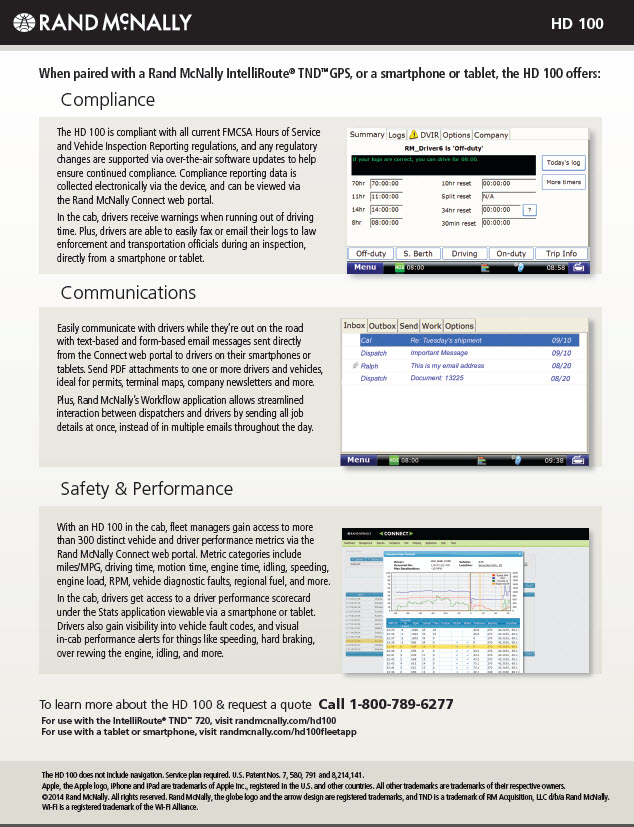 RAND McNALLY
HD 100
When paired with a Rand McNally IntelliRoute® TND™ GPS, or a smartphone or tablet, the HD 100 offers:
Compliance
The HD 100 is compliant with all current FMCSA Hours of Service
and Vehicle Inspection Reporting regulations, and any regulatory
changes are supported via over-the-air software updates to help
ensure continued compliance. Compliance reporting data is
collected electronically via the device, and can be viewed via
the Rand McNally Connect web portal.
In the cab, drivers receive warnings when running out of driving
time. Plus, drivers are able to easily fax or email their logs to law
enforcement and transportation officials during an inspection,
directly from a smartphone or tablet.
Summary Logs DVIR Options Company
RM_Driver6 is 'Off-duty'
If your logs are correct, you can drive for 08:00.
Today's log
More timers
70hr 70:00:00 10hr reset 00:00:00
11hr 11:00:00 Split reset N/A
14hr 14:00:00 34hr reset 00:00:00 ?
8hr 08:00:00 30min reset 00:00:00
Off-duty S. Berth Driving On-duty Trip Info
Menu HOS 08:00 08:58
Communications
Easily communicate with drivers while they're out on the road
with text-based and form-based email messages sent directly
from the Connect web portal to drivers on their smartphones or
tablets. Send PDF attachments to one or more drivers and vehicles,
ideal for permits, terminal maps, company newsletters and more.
Plus, Rand McNally's Workflow application allows streamlined
interaction between dispatchers and drivers by sending all job
details at once, instead of in multiple emails throughout the day.
Inbox Outbox Send Work Options
Cal Re: Tuesday's shipment 09/10
Dispatch Important Message 09/10
Ralph This is my email address 08/20
Dispatch Document: 13225 08/20
Menu HOS 08:00 09:38
Safety & Performance
With an HD 100 in the cab, fleet managers gain access to more
than 300 distinct vehicle and driver performance metrics via the
Rand McNally Connect web portal. Metric categories include
miles/MPG, driving time, motion time, engine time, idling, speeding,
engine load, RPM, vehicle diagnostic faults, regional fuel, and more.
In the cab, drivers get access to a driver performance scorecard
under the Stats application viewable via a smartphone or tablet.
Drivers also gain visibility into vehicle fault codes, and visual
in-cab performance alerts for things like speeding, hard braking,
over revving the engine, idling, and more.
CONNECT
To learn more about the HD 100 & request a quote Call 1-800-789-6277
For use with the IntelliRoute® TND™ 720, visit randmcnally.com/hd100
For use with a tablet or smartphone, visit randmcnally.com/hd100fleetapp
The HD 100 does not include navigation. Service plan required. U.S. Patent Nos. 7, 580, 791 and 8,214,141.
Apple, the Apple logo, iPhone and iPad are trademarks of Apple Inc., registered in the U.S. and other countries. All other trademarks are trademarks of their respective owners.
©2014 Rand McNally. All rights reserved. Rand McNally, the globe logo and the arrow design are registered trademarks, and TND is a trademark of RM Acquisition, LLC d/b/a Rand McNally.
Wi-Fi is a registered trademark of the Wi-Fi Alliance.